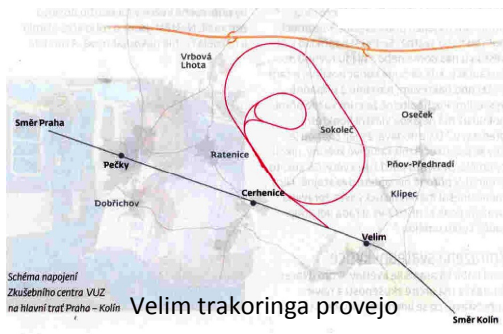 Vrbová
Lhota
Směr Praha
Oseček
Sokoleč
Pečky
Ratenice
Pňov-Předhradí
Dobřichov
Cerhenice
Klipec
Velim
Schéma napojení
Zkušebního centra VUZ
na hlavní trať Praha – Kolín
Velim trakoringa provejo
Směr Kolín